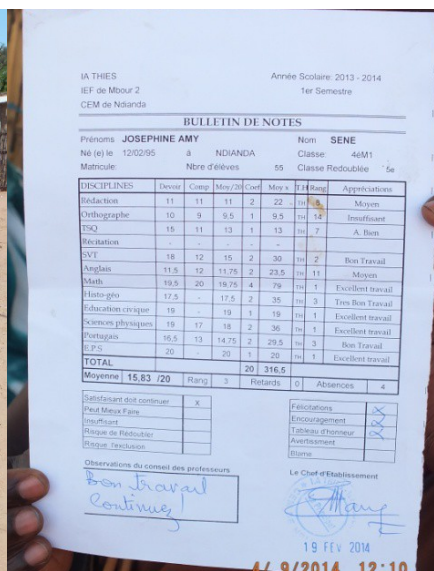 IA THIES Année Scolaire: 2013 - 2014
IEF de Mbour 2 1er Semestre
CEM de Ndianda
BULLETIN DE NOTES
Prénoms JOSEPHINE AMY Nom SENE
Né (e) le 12/02/95 à NDIANDA Classe 4èM1
Matricule: Nbre d'élèves 55 Classe Redoublée 5e
DISCIPLINES Devoir Comp Moy/20 Coef Moy x T.H Rang Appréciations
Rédaction 11 11 11 2 22 TH 5 Moyen
Orthographe 10 9 9,5 1 9,5 TH 14 Insuffisant
TSQ 15 11 13 1 13 TH 7 A. Bien
Récitation - - - - TH
SVT 18 12 15 2 30 TH 2 Bon Travail
Anglais 11,5 12 11,75 2 23,5 TH 11 Moyen
Math 19,5 20 19,75 4 79 TH 1 Excellent travail
Histo-géo 17,5 - 17,5 2 35 TH 3 Tres Bon Travail
Education civique 19 - 19 1 19 TH 1 Excellent travail
Sciences physiques 19 17 18 2 36 TH 1 Excellent travail
Portugais 16,5 13 14,75 2 29,5 TH 3 Bon Travail
E.P.S 20 - 20 1 20 TH 1 Excellent travail
TOTAL 20 316,5
Moyenne 15,83 /20 Rang 3 Retards 0 Absences 4
Satisfaisant doit continuer X
Peut Mieux Faire
Insuffisant
Risque de Redoubler
Risque l'exclusion
Félicitations X
Encouragement X
Tableau d'honneur X
Avertissment
Blame
Observations du conseil des professeurs
Bon travail
Continuez
Le Chef d'Etablissement
19 FEV 2014
9/2014 12:10